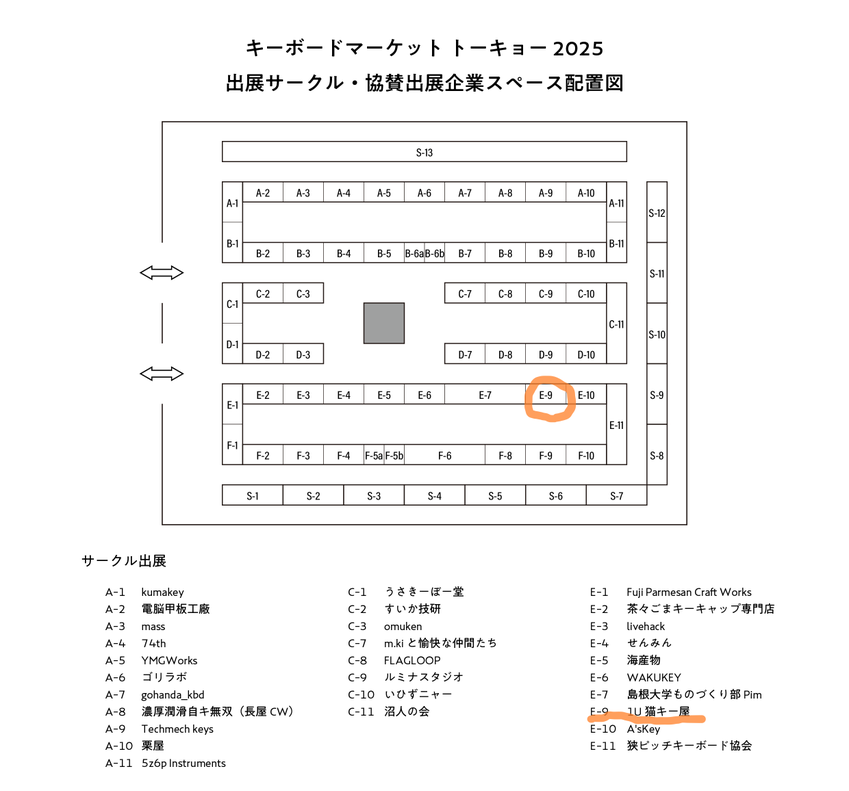 キーボードマーケット トーキョー 2025
出展サークル・協賛出展企業スペース配置図
S-13
A-1 A-2 A-3 A-4 A-5 A-6 A-7 A-8 A-9 A-10 A-11
S-12
B-1 B-2 B-3 B-4 B-5 B-6a B-6b B-7 B-8 B-9 B-10 B-11
S-11
C-1 C-2 C-3 C-7 C-8 C-9 C-10 C-11
S-10
D-1 D-2 D-3 D-7 D-8 D-9 D-10
E-1 E-2 E-3 E-4 E-5 E-6 E-7 E-9 E-10 E-11
S-9
F-1 F-2 F-3 F-4 F-5a F-5b F-6 F-8 F-9 F-10
S-8
S-1 S-2 S-3 S-4 S-5 S-6 S-7
サークル出展
A-1 kumakey
A-2 電脳甲板工廠
A-3 mass
A-4 74th
A-5 YMGWorks
A-6 ゴリラボ
A-7 gohanda_kbd
A-8 濃厚潤滑自キ無双（長屋 CW）
A-9 Techmech keys
A-10 栗屋
A-11 5z6p Instruments
C-1 うさきーぼー堂
C-2 すいか技研
C-3 omuken
C-7 m.ki と愉快な仲間たち
C-8 FLAGLOOP
C-9 ルミナスタジオ
C-10 いひずニャー
C-11 沼人の会
E-1 Fuji Parmesan Craft Works
E-2 茶々ごまキーキャップ専門店
E-3 livehack
E-4 せんみん
E-5 海産物
E-6 WAKUKEY
E-7 島根大学ものづくり部 Pim
E-9 1U 猫キー屋
E-10 A'sKey
E-11 狭ピッチキーボード協会